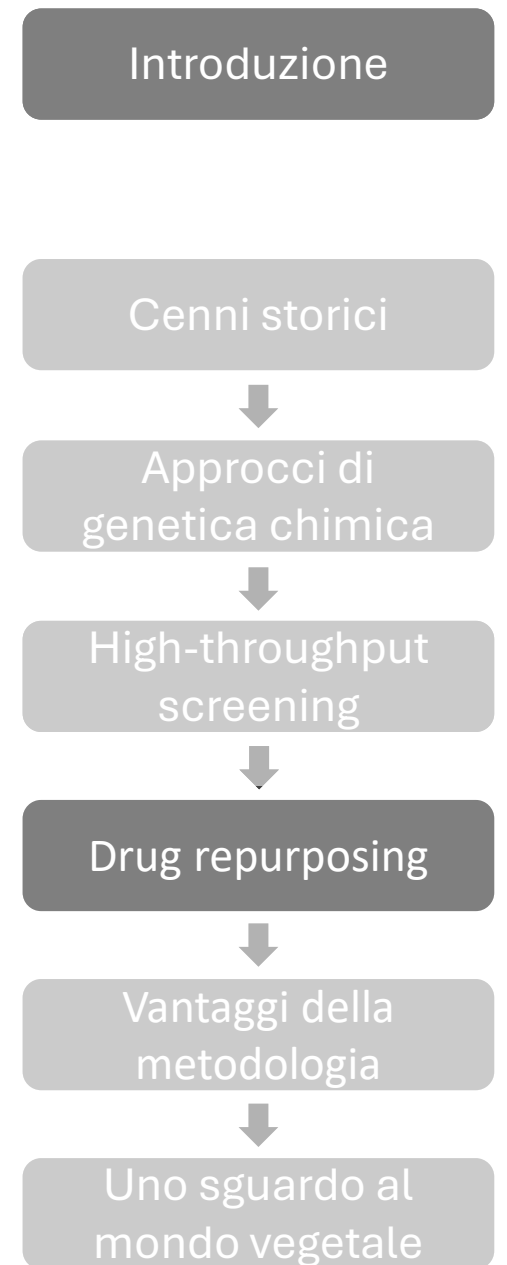 Introduzione
Cenni storici
Approcci di
genetica chimica
High-throughput
screening
Drug repurposing
Vantaggi della
metodologia
Uno sguardo al
mondo vegetale